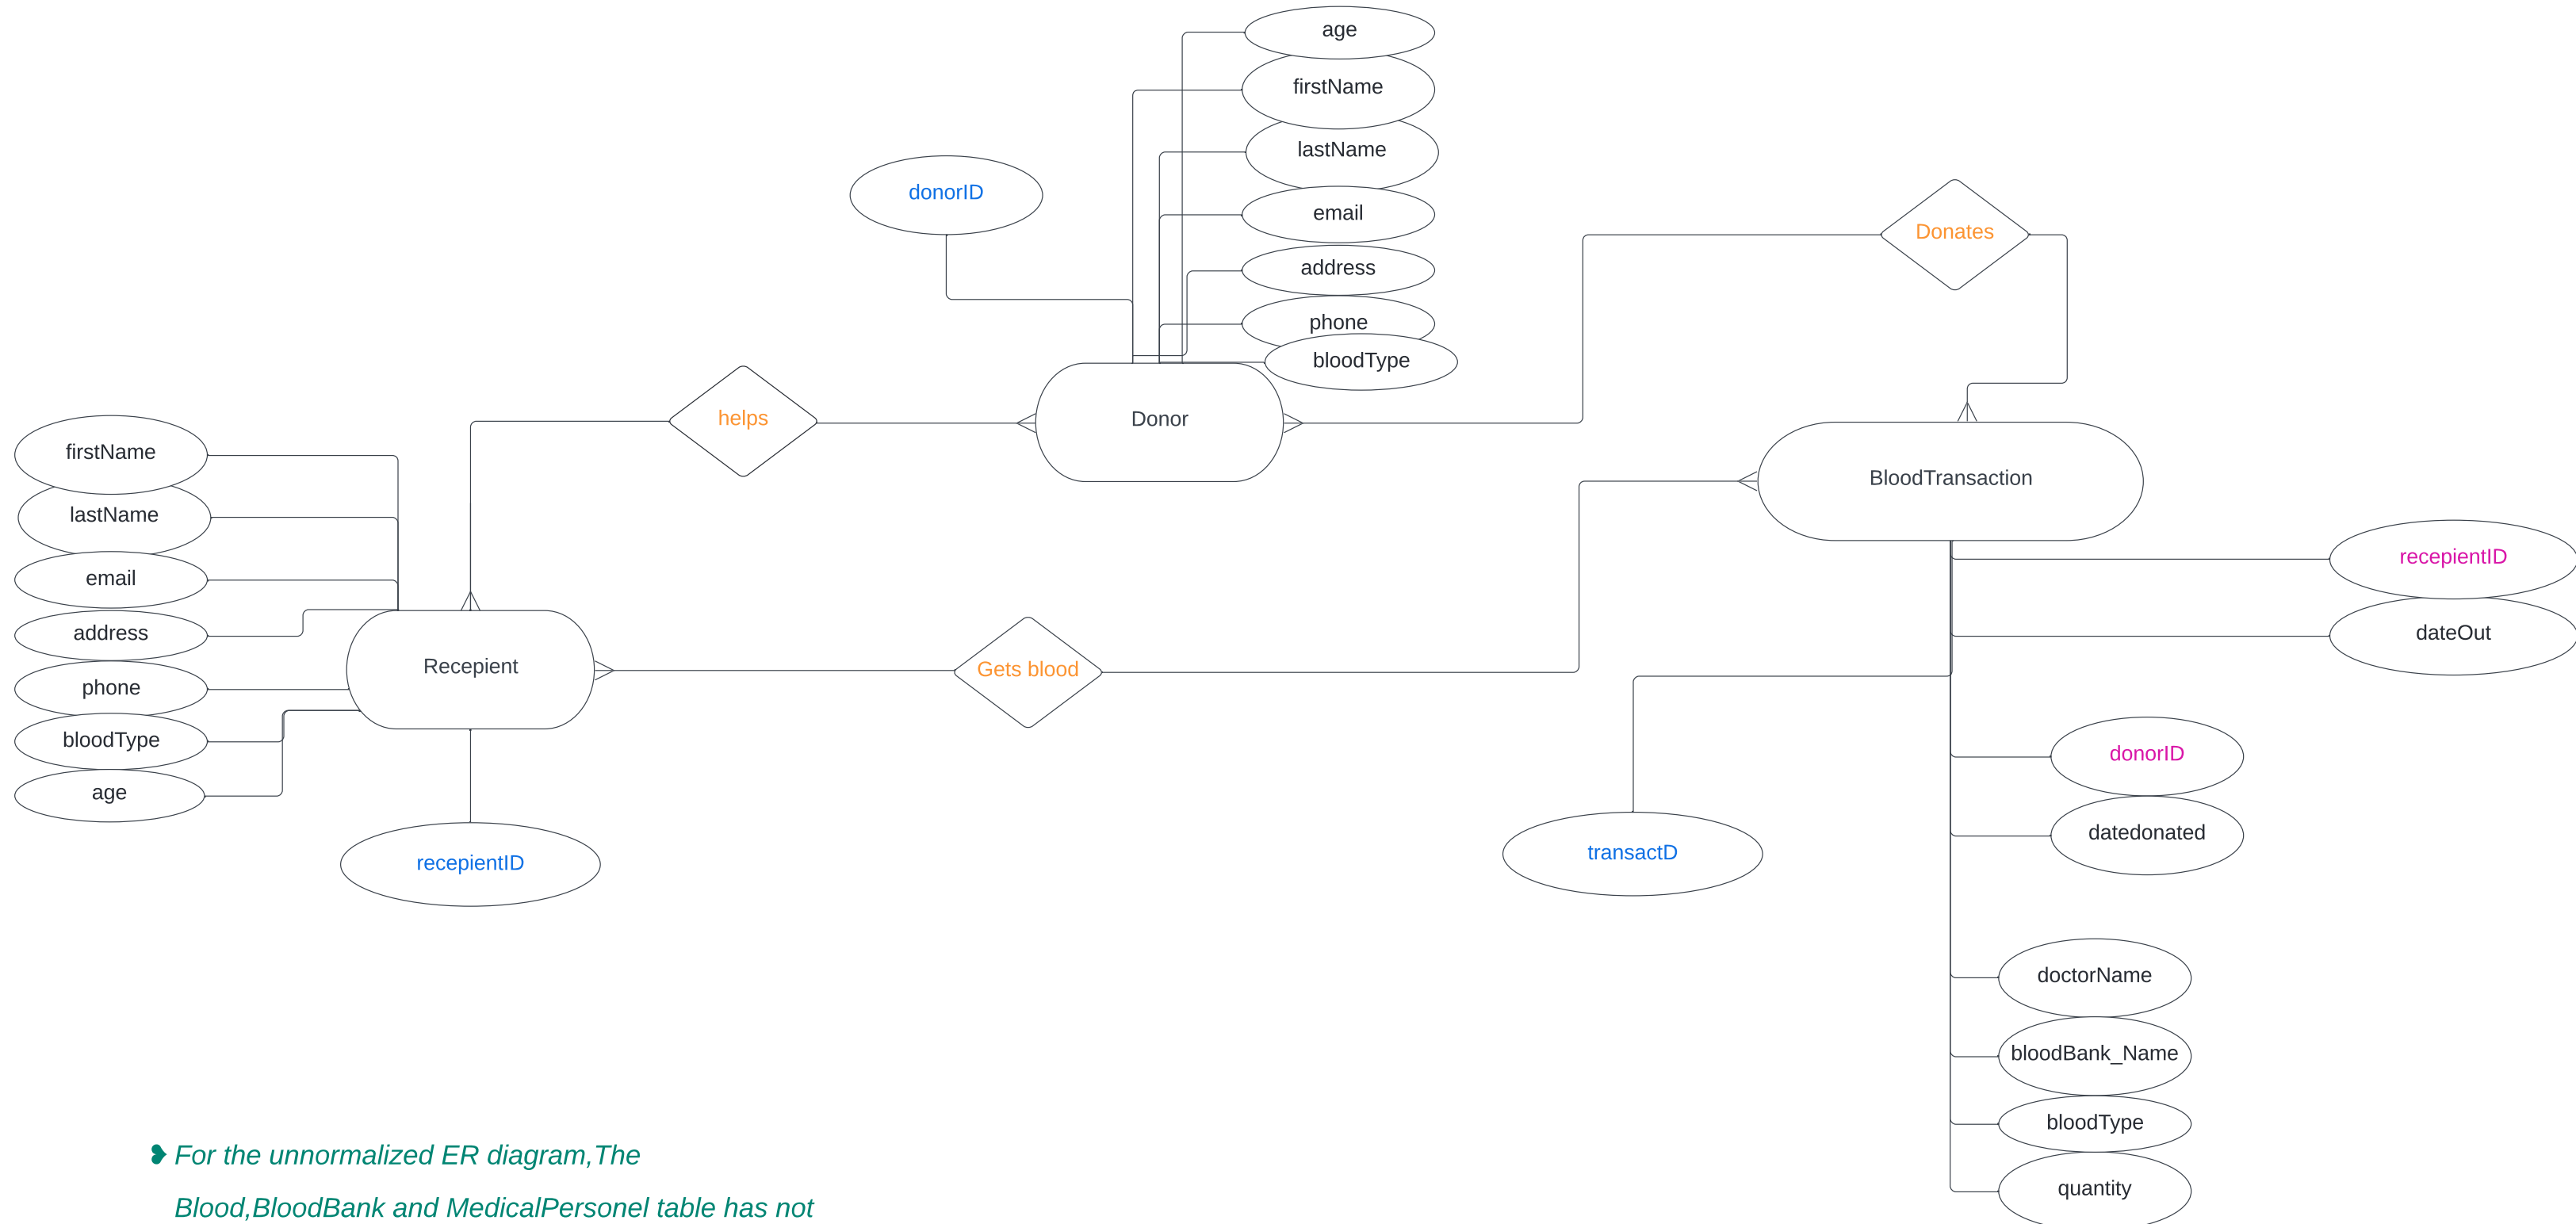 age
firstName
lastName
donorID
email
Donates
address
phone
bloodType
helps
Donor
firstName
lastName
email
address
phone
bloodType
age
Recepient
recepientID
Gets blood
BloodTransaction
recepientID
dateOut
donorID
datedonated
transactD
doctorName
bloodBank_Name
bloodType
quantity
❥ For the unnormalized ER diagram,The
Blood,BloodBank and MedicalPersonel table has not